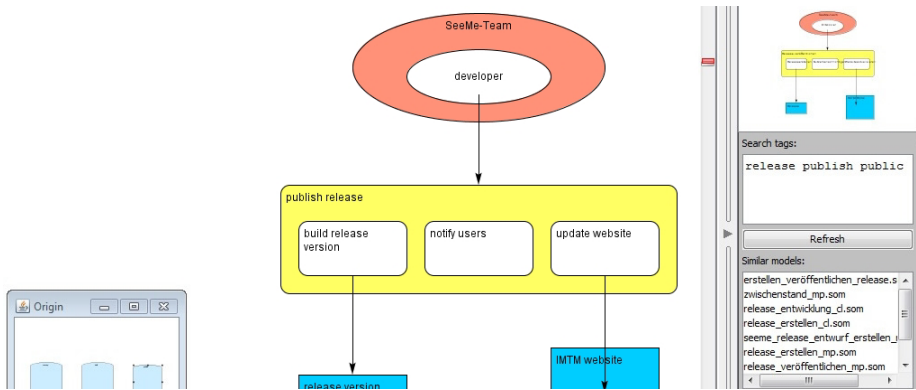 SeeMe-Team
developer
publish release
build release
version
notify users
update website
IMTM website
release version
Origin
Search tags:
release publish public
Refresh
Similar models:
erstellen_veröffentlichen_release.s
zwischenstand_mp.som
release_entwicklung_cl.som
release_erstellen_cl.som
seeme_release_entwurf_erstellen_r
release_erstellen_mp.som
release_veröffentlichen_mp.som